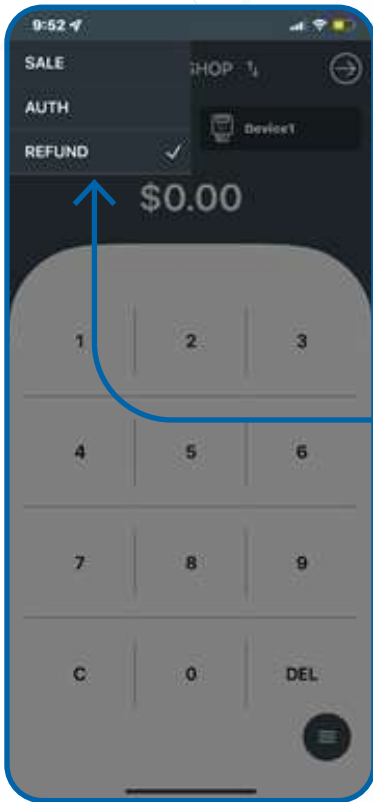 9:52
SALE
SHOP
AUTH
Device1
REFUND
$0.00
1 2 3
4 5 6
7 8 9
C 0 DEL